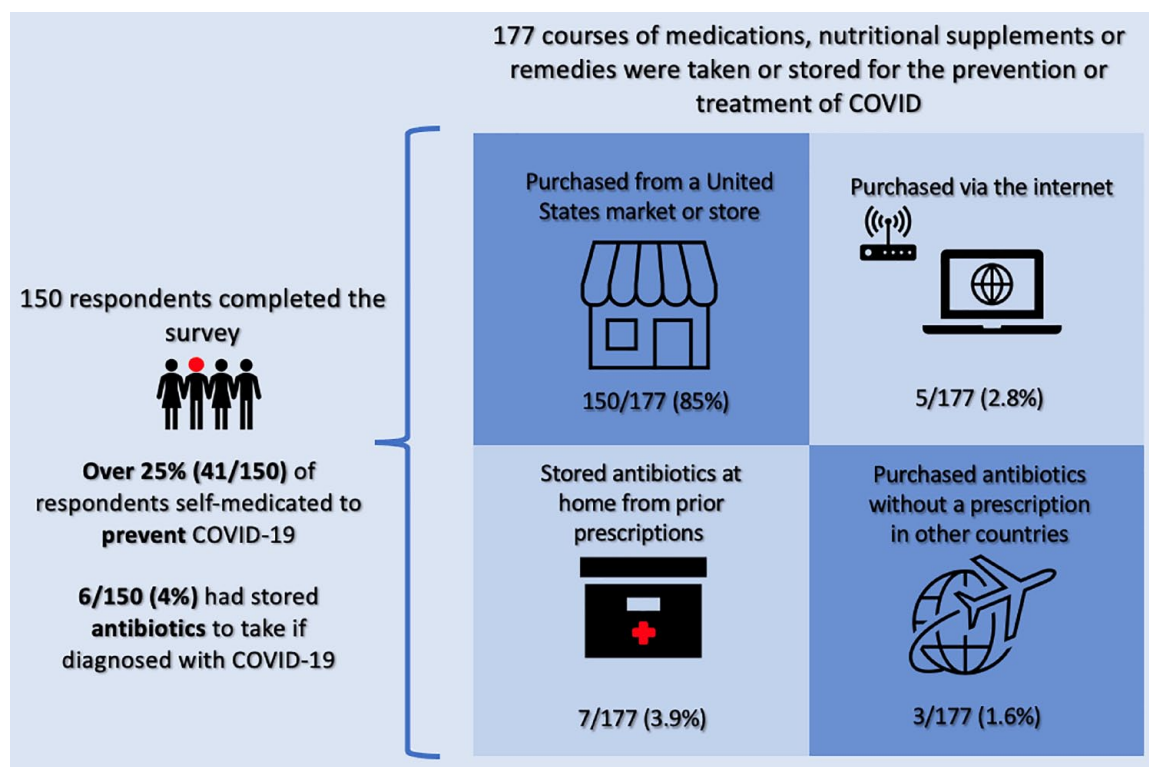 177 courses of medications, nutritional supplements or
remedies were taken or stored for the prevention or
treatment of COVID
150 respondents completed the
survey
Over 25% (41/150) of
respondents self-medicated to
prevent COVID-19
6/150 (4%) had stored
antibiotics to take if
diagnosed with COVID-19
Purchased from a United
States market or store
150/177 (85%)
Purchased via the internet
5/177 (2.8%)
Stored antibiotics at
home from prior
prescriptions
7/177 (3.9%)
Purchased antibiotics
without a prescription
in other countries
3/177 (1.6%)